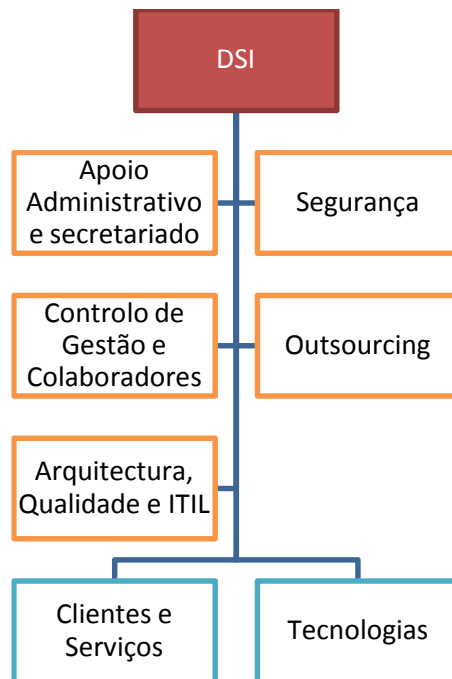 DSI
Apoio
Administrativo
e secretariado
Segurança
Controlo de
Gestão e
Colaboradores
Outsourcing
Arquitectura,
Qualidade e ITIL
Clientes e
Serviços
Tecnologias